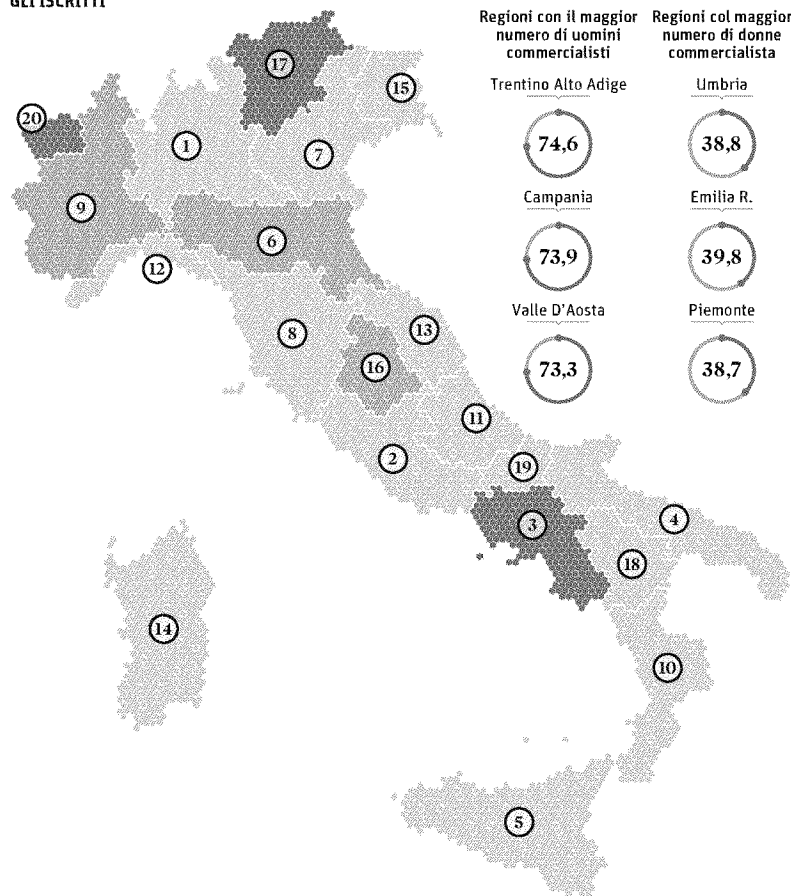 GLI ISCRITTI
Regioni con il maggior
numero di uomini
commercialisti
Trentino Alto Adige
74,6
Campania
73,9
Valle D'Aosta
73,3
Regioni col maggior
numero di donne
commercialista
Umbria
38,8
Emilia R.
39,8
Piemonte
38,7
17
15
20
1
7
9
6
12
8
13
16
11
2
19
3
4
18
14
10
5